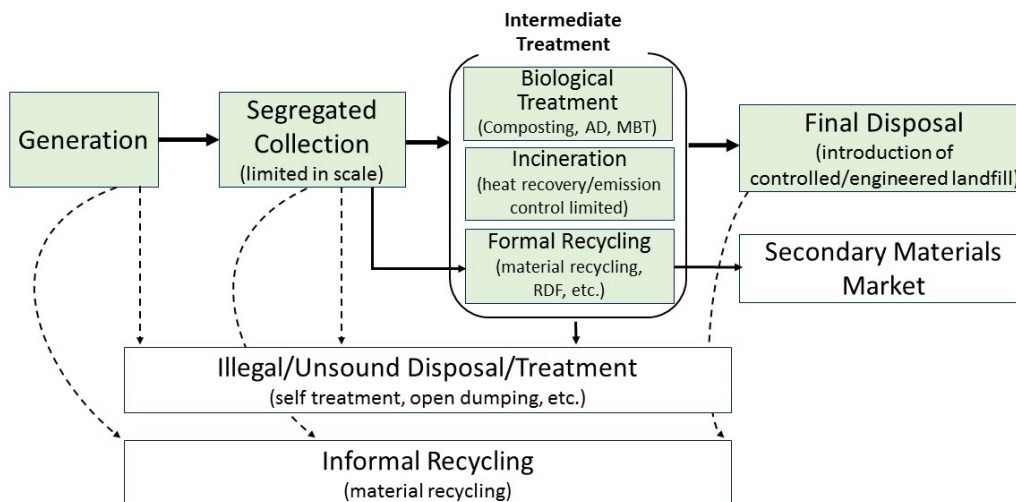 Intermediate
Treatment
Generation
Segregated
Collection
(limited in scale)
Biological
Treatment
(Composting, AD, MBT)
Incineration
(heat recovery/emission
control limited)
Formal Recycling
(material recycling,
RDF, etc.)
Final Disposal
(introduction of
controlled/engineered landfill)
Secondary Materials
Market
Illegal/Unsound Disposal/Treatment
(self treatment, open dumping, etc.)
Informal Recycling
(material recycling)